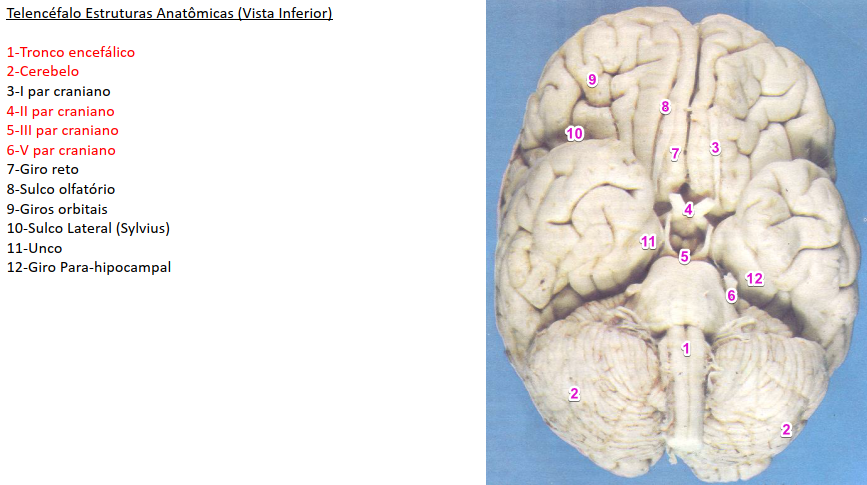 Telencéfalo Estruturas Anatômicas (Vista Inferior)
1-Tronco encefálico
2-Cerebelo
3-I par craniano
4-II par craniano
5-III par craniano
6-V par craniano
7-Giro reto
8-Sulco olfatório
9-Giros orbitais
10-Sulco Lateral (Sylvius)
11-Unco
12-Giro Para-hipocampal
9
8
10
7
3
4
11
5
12
6
1
2
2